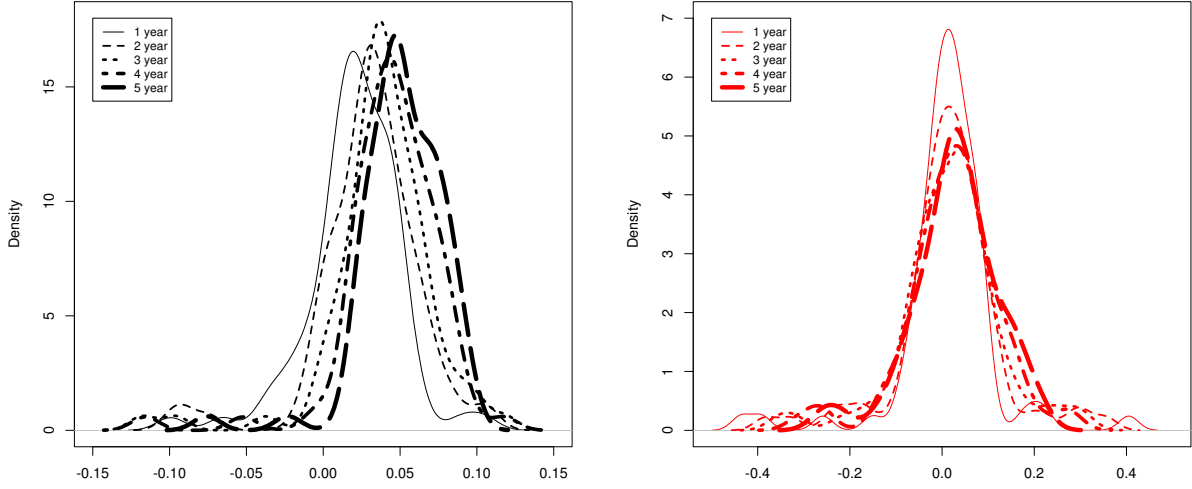 1 year
2 year
3 year
4 year
5 year
Density
0
5
10
15
-0.15
-0.10
-0.05
0.00
0.05
0.10
0.15
1 year
2 year
3 year
4 year
5 year
Density
0
1
2
3
4
5
6
7
-0.4
-0.2
0.0
0.2
0.4